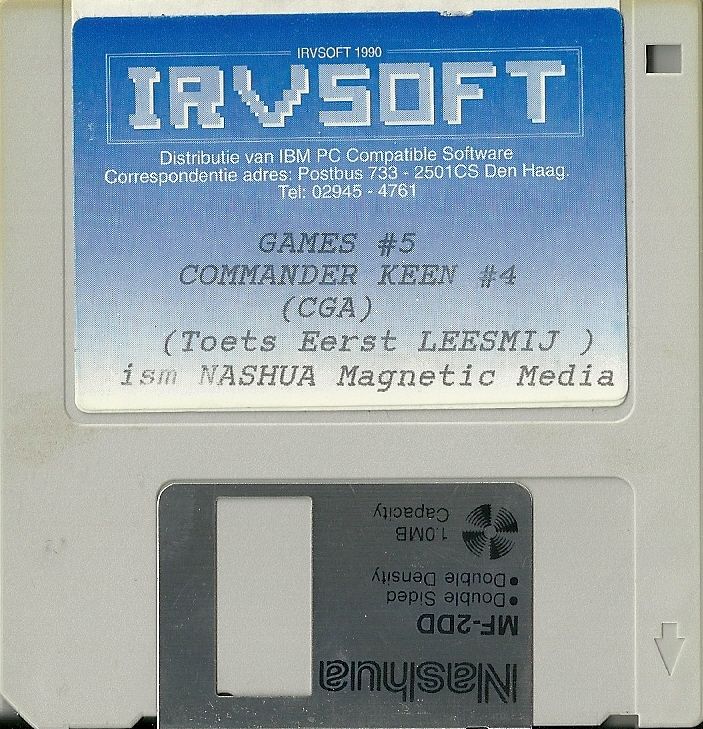 IRVSOFT 1990
IRVSOFT
Distributie van IBM PC Compatible Software
Correspondentie adres: Postbus 733 - 2501CS Den Haag.
Tel: 02945 - 4761
GAMES #5
COMMANDER KEEN #4
(CGA)
(Toets Eerst LEESMIJ )
ism NASHUA Magnetic Media
Nashua
MF-2DD
• Double Sided
• Double Density
1.0MB
Capacity